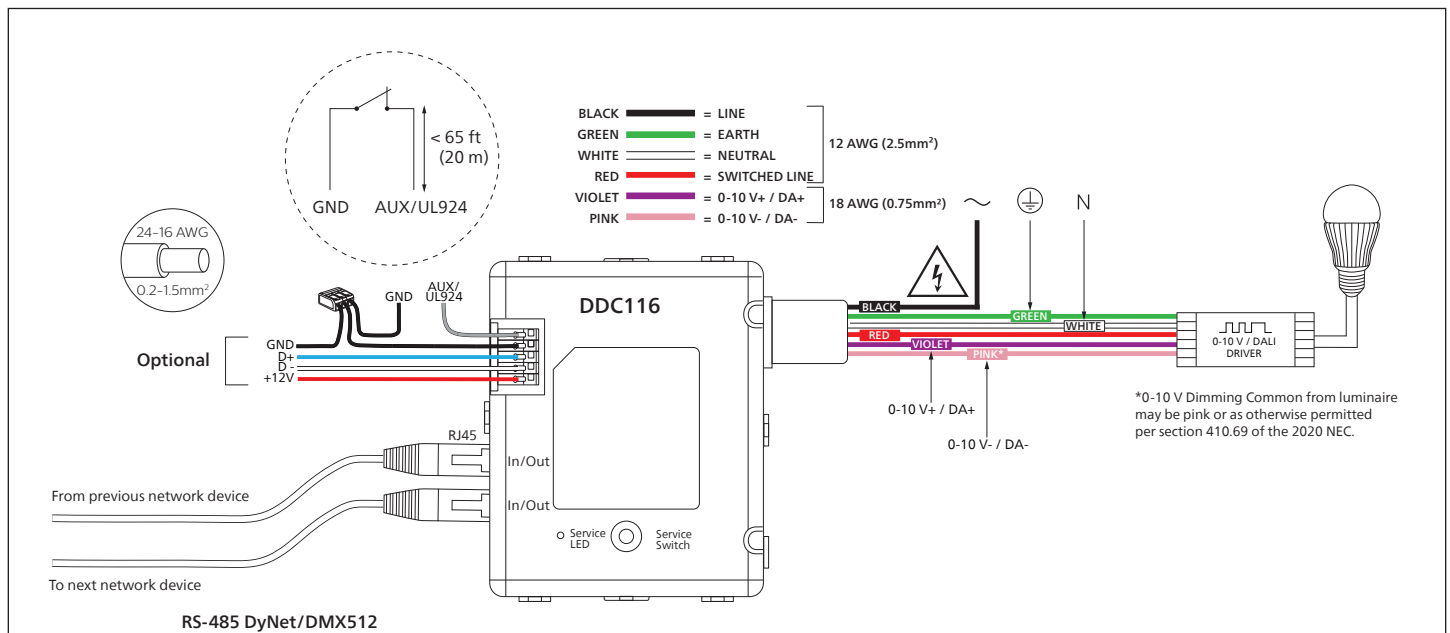 < 65 ft
(20 m)
GND AUX/UL924
24-16 AWG
0.2-1.5mm²
BLACK = LINE
GREEN = EARTH
WHITE = NEUTRAL
RED = SWITCHED LINE
12 AWG (2.5mm²)
VIOLET = 0-10 V+ / DA+
PINK = 0-10 V- / DA-
18 AWG (0.75mm²)
N
GND
AUX/
UL924
Optional
GND
D+
D -
+12V
DDC116
BLACK
GREEN
WHITE
RED
VIOLET
PINK*
0-10 V / DALI
DRIVER
0-10 V+ / DA+
0-10 V- / DA-
*0-10 V Dimming Common from luminaire
may be pink or as otherwise permitted
per section 410.69 of the 2020 NEC.
RJ45
In/Out
In/Out
Service
LED
Service
Switch
From previous network device
To next network device
RS-485 DyNet/DMX512